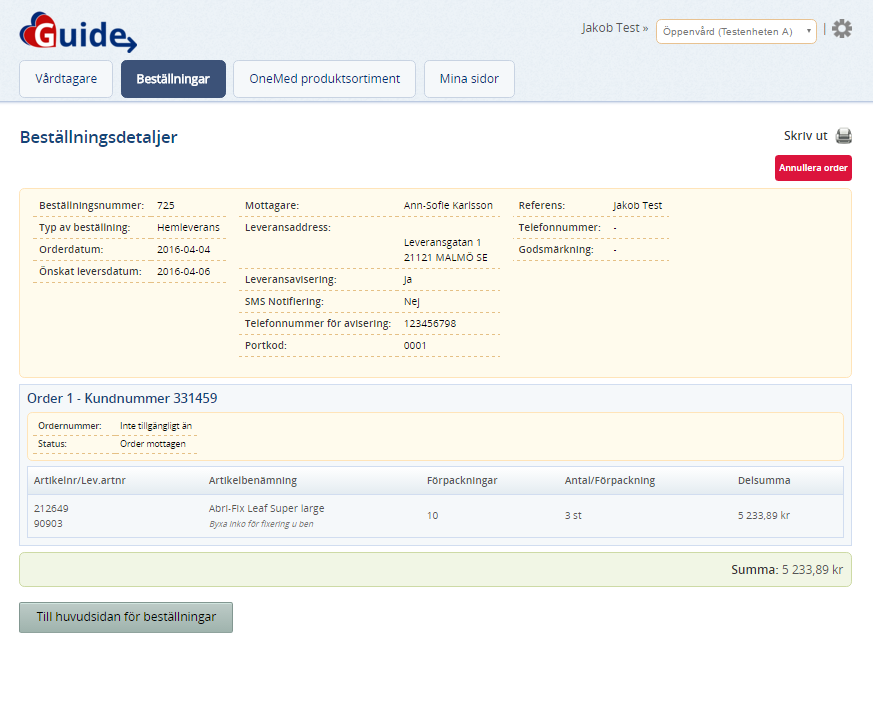 Guide
Jakob Test »
Öppenvård (Testenheten A)
|
Vårdtagare
Beställningar
OneMed produktsortiment
Mina sidor
Beställningsdetaljer
Skriv ut
Annullera order
Beställningsnummer: 725
Typ av beställning: Hemleverans
Orderdatum: 2016-04-04
Önskat leversdatum: 2016-04-06
Mottagare: Ann-Sofie Karlsson
Leveransaddress:
Leveransgatan 1
21121 MALMÖ SE
Leveransavisering: Ja
SMS Notifiering: Nej
Telefonnummer för avisering: 123456798
Portkod: 0001
Referens: Jakob Test
Telefonnummer: -
Godsmärkning: -
Order 1 - Kundnummer 331459
Ordernummer: Inte tillgängligt än
Status: Order mottagen
Artikelnr/Lev.artnr Artikelbenämning Förpackningar Antal/Förpackning Delsumma
212649 Abri-Fix Leaf Super large 10 3 st 5 233,89 kr
90903 Byxa inko för fixering u ben
Summa: 5 233,89 kr
Till huvudsidan för beställningar